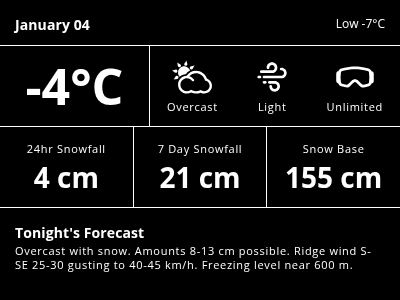 January 04
Low -7°C
-4°C
Overcast
Light
Unlimited
24hr Snowfall
7 Day Snowfall
Snow Base
4 cm
21 cm
155 cm
Tonight's Forecast
Overcast with snow. Amounts 8-13 cm possible. Ridge wind S-
SE 25-30 gusting to 40-45 km/h. Freezing level near 600 m.